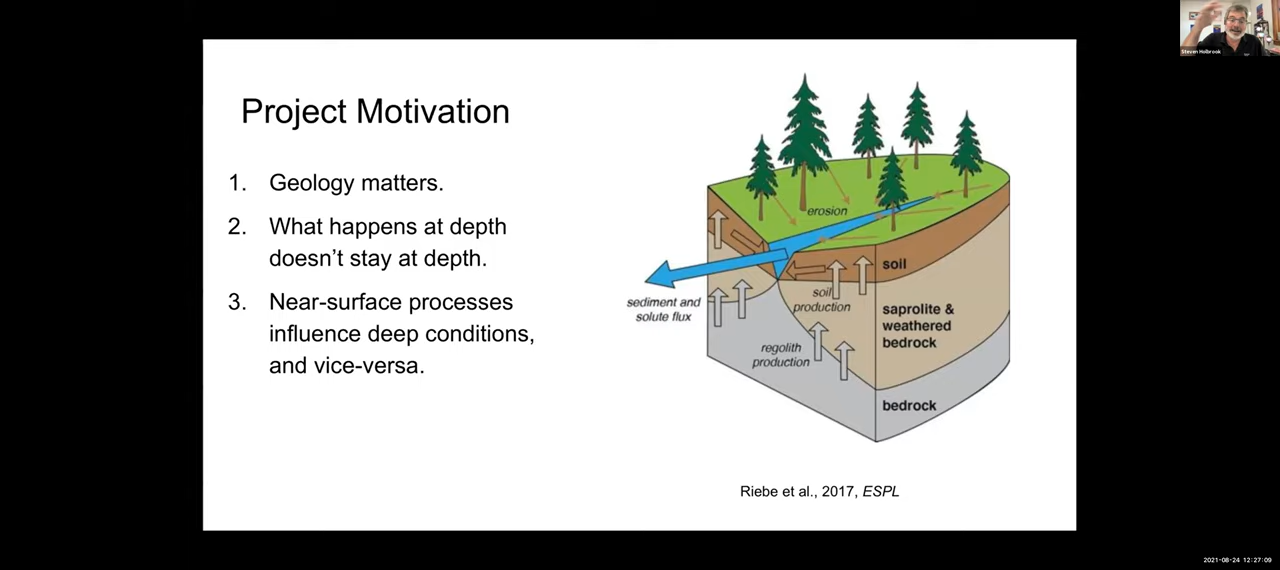 Steven Holbrook
Project Motivation
1. Geology matters.
2. What happens at depth
doesn’t stay at depth.
3. Near-surface processes
influence deep conditions,
and vice-versa.
erosion
soil
sediment and
solute flux
soil
production
saprolite &
weathered
bedrock
regolith
production
bedrock
Riebe et al., 2017, ESPL
2021-08-24 12:27:09